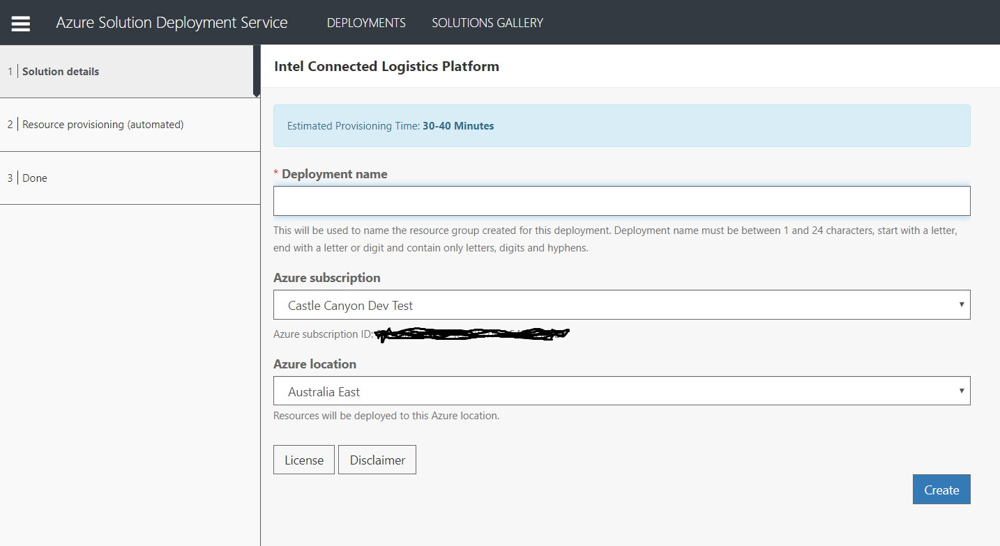 Azure Solution Deployment Service DEPLOYMENTS SOLUTIONS GALLERY
1 Solution details
2 Resource provisioning (automated)
3 Done
Intel Connected Logistics Platform
Estimated Provisioning Time: 30-40 Minutes
* Deployment name
This will be used to name the resource group created for this deployment. Deployment name must be between 1 and 24 characters, start with a letter,
end with a letter or digit and contain only letters, digits and hyphens.
Azure subscription
Castle Canyon Dev Test
Azure subscription ID:
Azure location
Australia East
Resources will be deployed to this Azure location.
License Disclaimer
Create